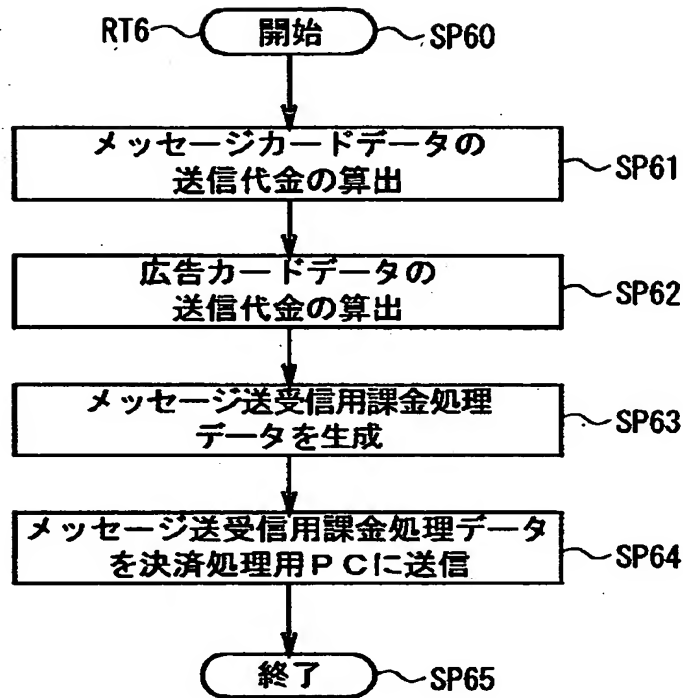 RT6 開始 SP60
メッセージカードデータの
送信代金の算出 SP61
広告カードデータの
送信代金の算出 SP62
メッセージ送受信用課金処理
データを生成 SP63
メッセージ送受信用課金処理データ
を決済処理用PCに送信 SP64
終了 SP65